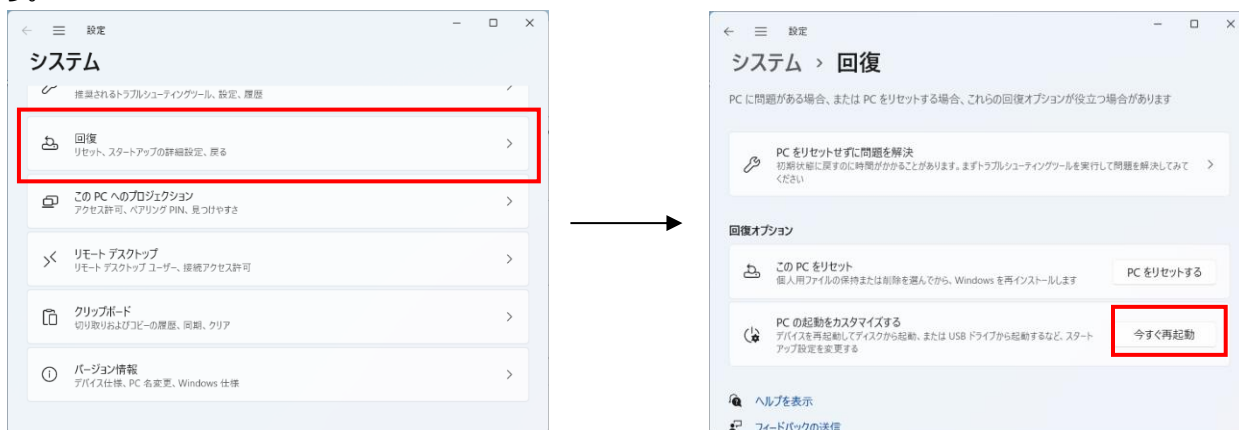 す。
設定
システム
推奨されるトラブルシューティングツール、設定、履歴
回復
リセット、スタートアップの詳細設定、戻る
この PC へのプロジェクション
アクセス許可、ペアリング PIN、見つけやすさ
リモート デスクトップ
リモート デスクトップ ユーザー、接続アクセス許可
クリップボード
切り取りおよびコピーの履歴、同期、クリア
バージョン情報
デバイス仕様、PC 名変更、Windows 仕様
設定
システム › 回復
PC に問題がある場合、または PC をリセットする場合、これらの回復オプションが役立つ場合があります
PC をリセットせずに問題を解決
初期状態に戻すのに時間がかかることがあります。まずトラブルシューティングツールを実行して問題を解決してみて
ください
回復オプション
この PC をリセット
個人用ファイルの保持または削除を選んでから、Windows を再インストールします
PC をリセットする
PC の起動をカスタマイズする
デバイスを再起動してディスクから起動、または USB ドライブから起動するなど、スタート
アップ設定を変更する
今すぐ再起動
ヘルプを表示
フィードバックの送信